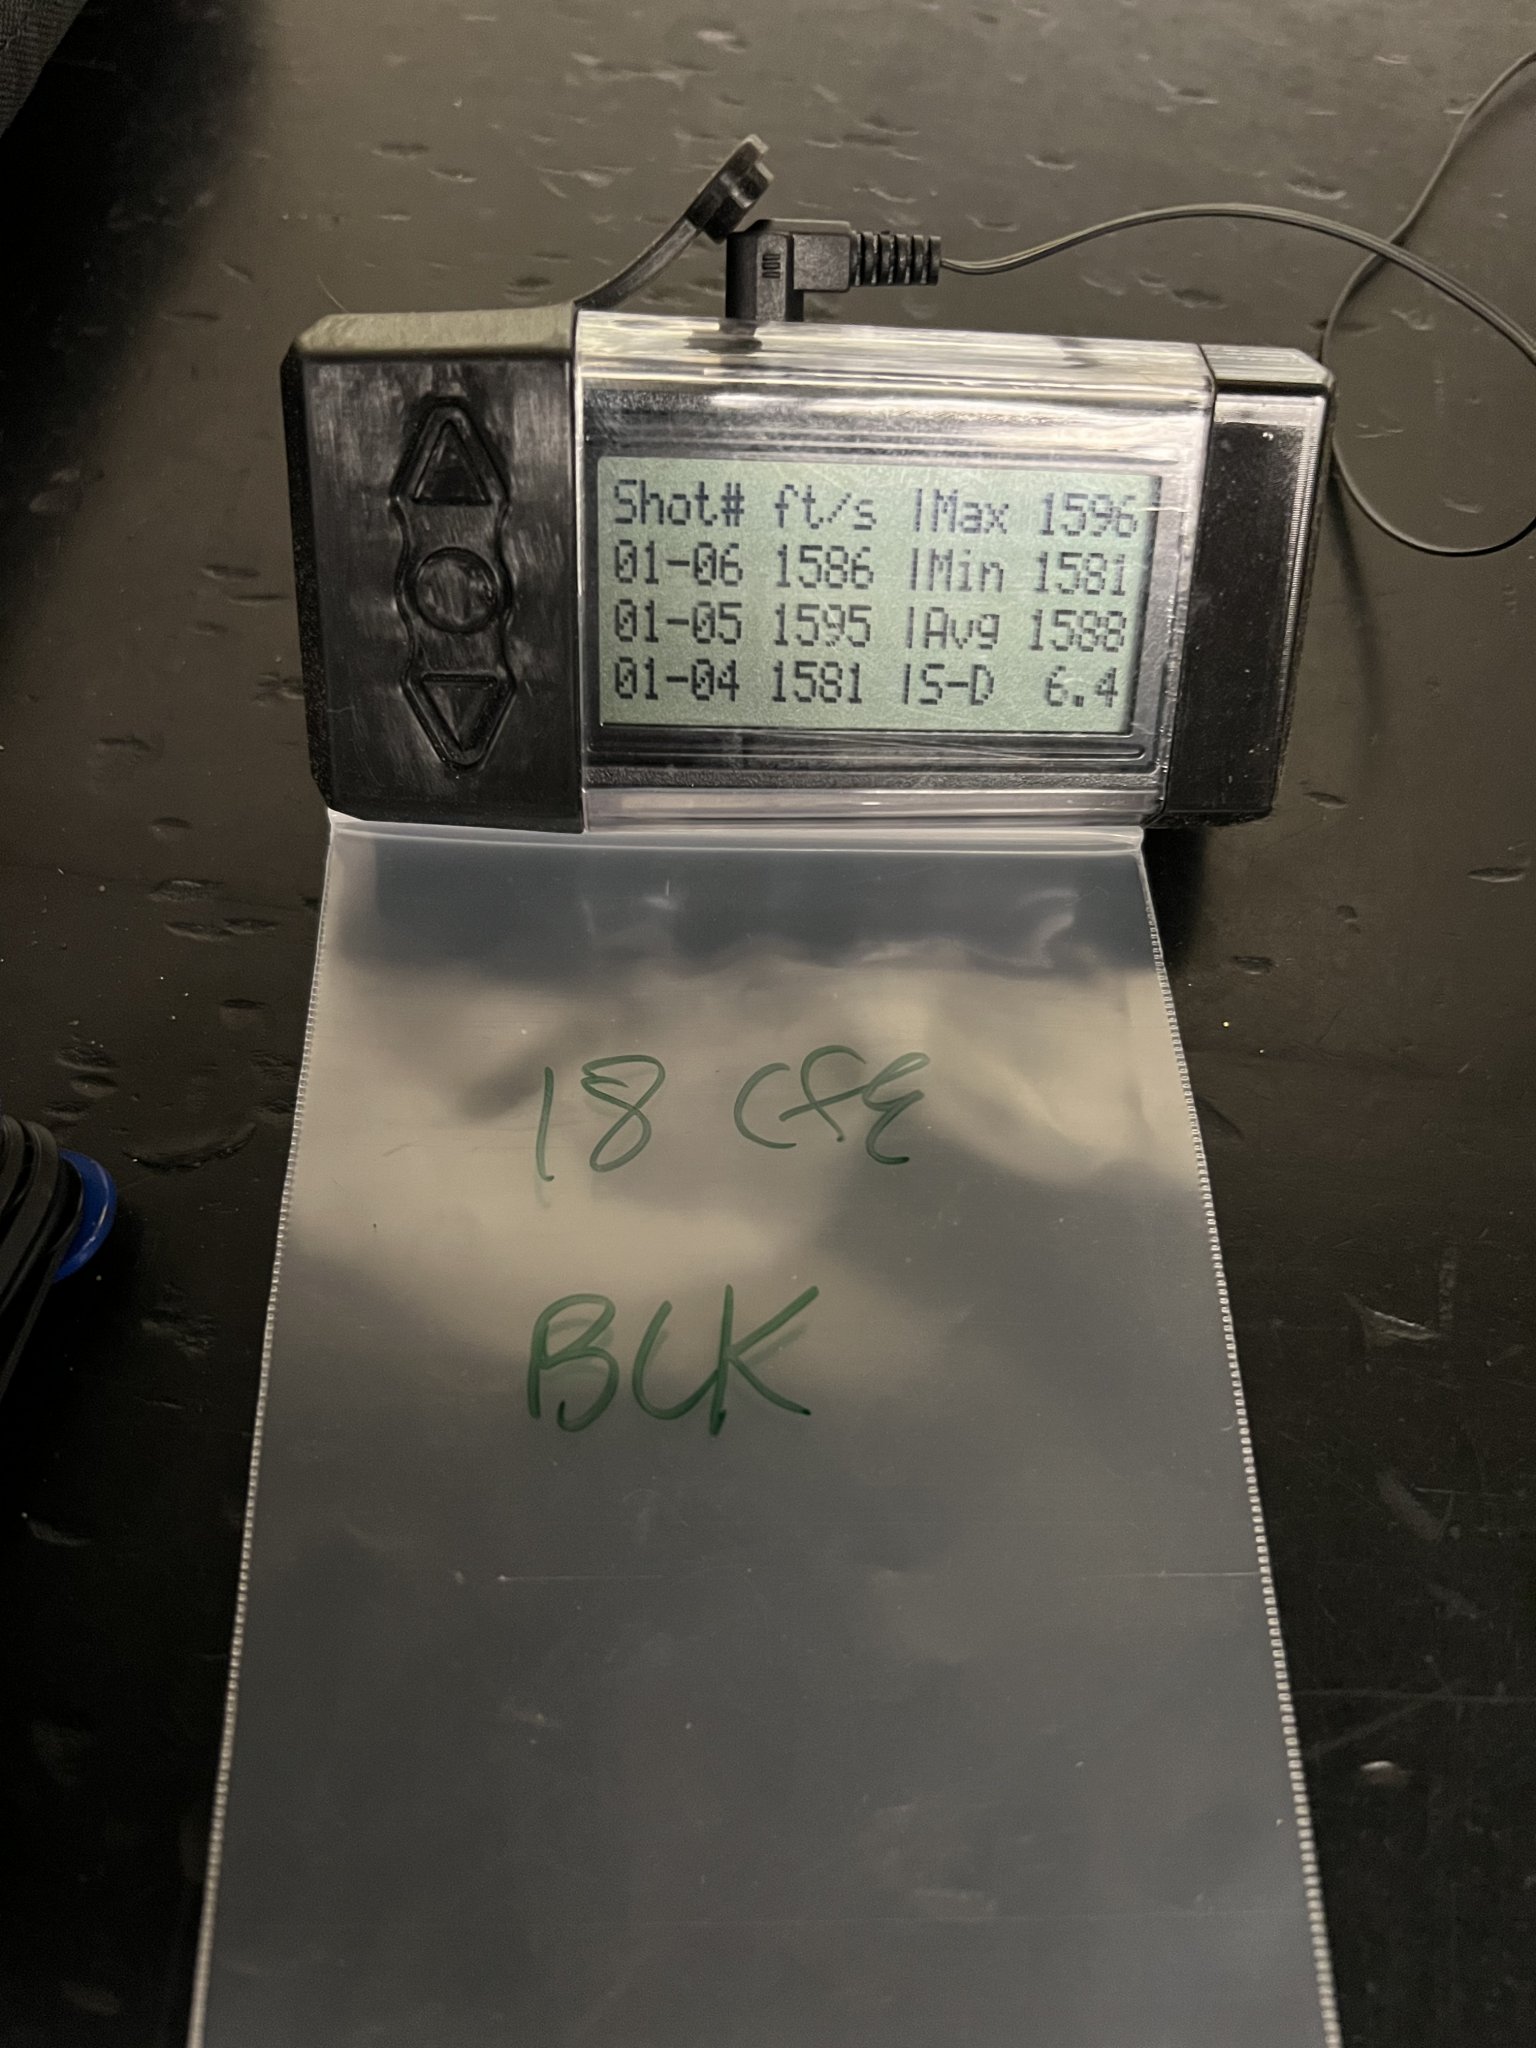 Shot# ft/s |Max 1596
01-06 1586 |Min 1581
01-05 1595 |Avg 1588
01-04 1581 |S-D 6.4
18 CFE
BLK